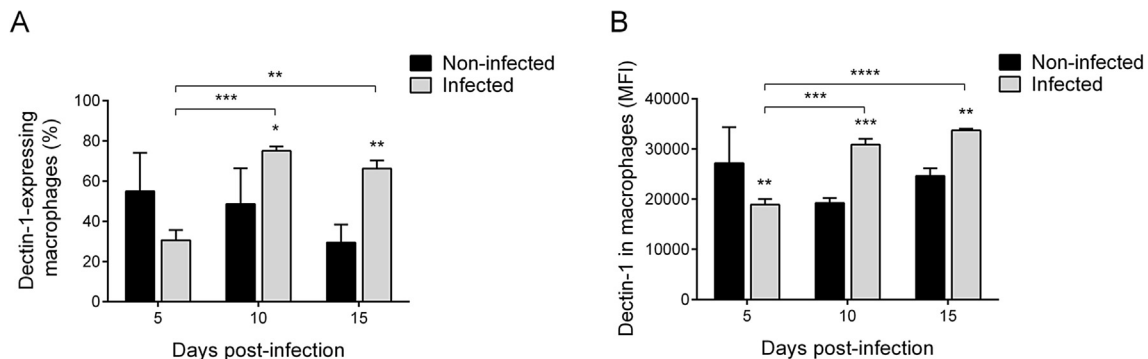 A
Non-infected
Infected
**
***
*
**
Dectin-1-expressing
macrophages (%)
100
80
60
40
20
0
5
10
15
Days post-infection
B
Non-infected
Infected
****
***
**
***
**
Dectin-1 in macrophages (MFI)
40000
30000
20000
10000
0
5
10
15
Days post-infection